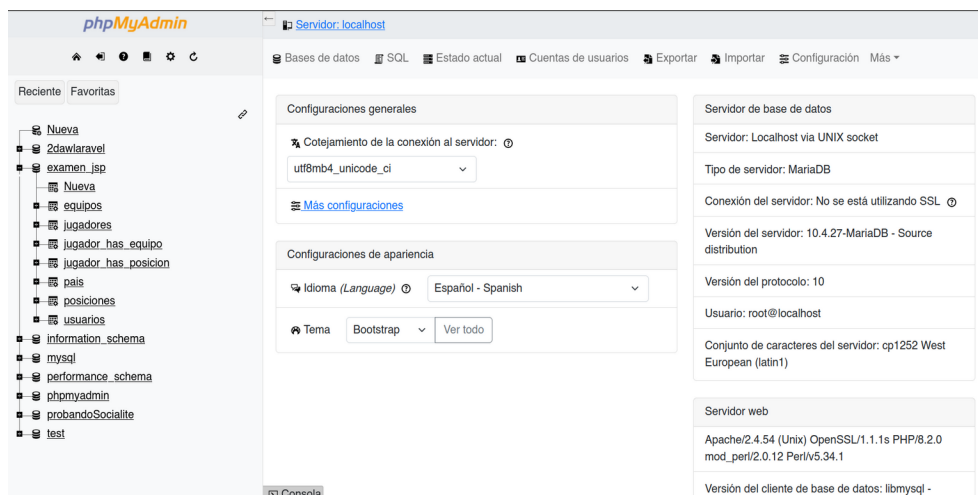 phpMyAdmin
Reciente Favoritas
Nueva
2dawlaravel
examen_jsp
Nueva
equipos
jugadores
jugador_has_equipo
jugador_has_posicion
pais
posiciones
usuarios
information_schema
mysql
performance_schema
phpmyadmin
probandoSocialite
test
Servidor: localhost
Bases de datos SQL Estado actual Cuentas de usuarios Exportar Importar Configuración Más
Configuraciones generales
Cotejamiento de la conexión al servidor:
utf8mb4_unicode_ci
Más configuraciones
Configuraciones de apariencia
Idioma (Language) Español - Spanish
Tema Bootstrap Ver todo
Consola
Servidor de base de datos
Servidor: Localhost via UNIX socket
Tipo de servidor: MariaDB
Conexión del servidor: No se está utilizando SSL
Versión del servidor: 10.4.27-MariaDB - Source
distribution
Versión del protocolo: 10
Usuario: root@localhost
Conjunto de caracteres del servidor: cp1252 West
European (latin1)
Servidor web
Apache/2.4.54 (Unix) OpenSSL/1.1.1s PHP/8.2.0
mod_perl/2.0.12 Perl/v5.34.1
Versión del cliente de base de datos: libmysql -